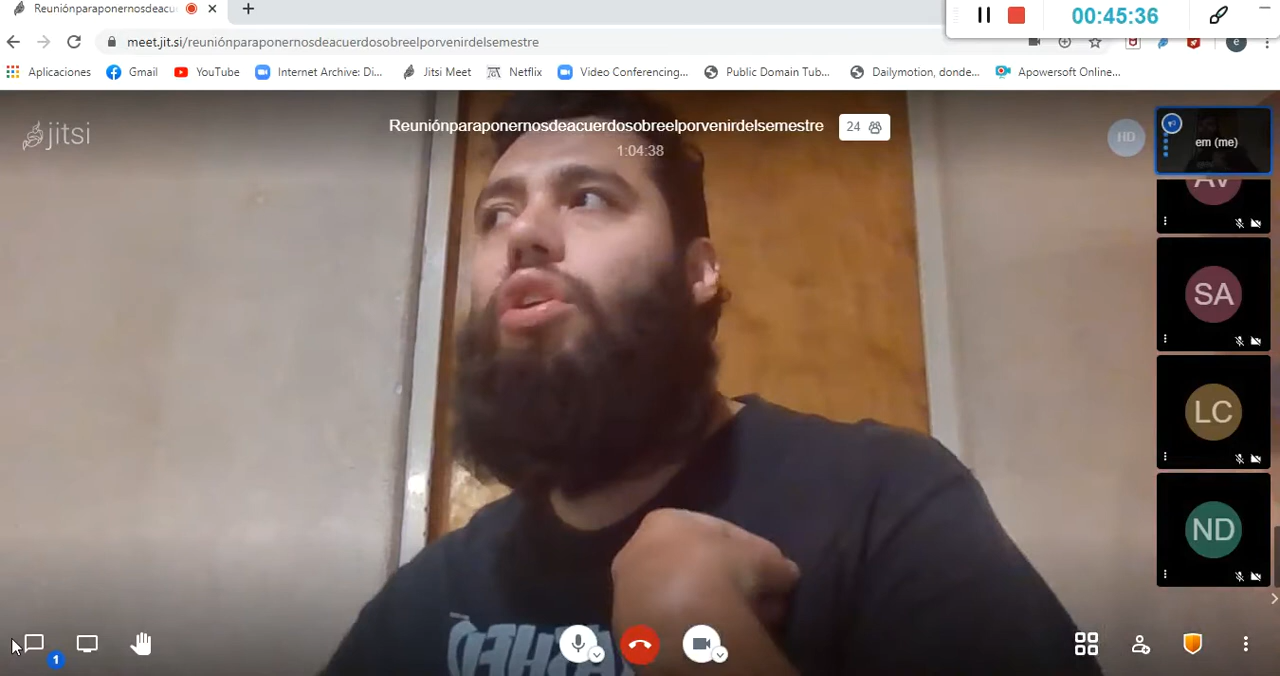 Reuniónparaponernosdeacue
00:45:36
meet.jit.si/reuniónparaponernosdeacuerdosobreelporvenirdelsemestre
e
Aplicaciones Gmail YouTube Internet Archive: Di... Jitsi Meet Netflix Video Conferencing... Public Domain Tub... Dailymotion, donde... Apowersoft Online...
jitsi
Reuniónparaponernosdeacuerdosobreelporvenirdelsemestre
24
1:04:38
HD
em (me)
AV
SA
LC
ND
1